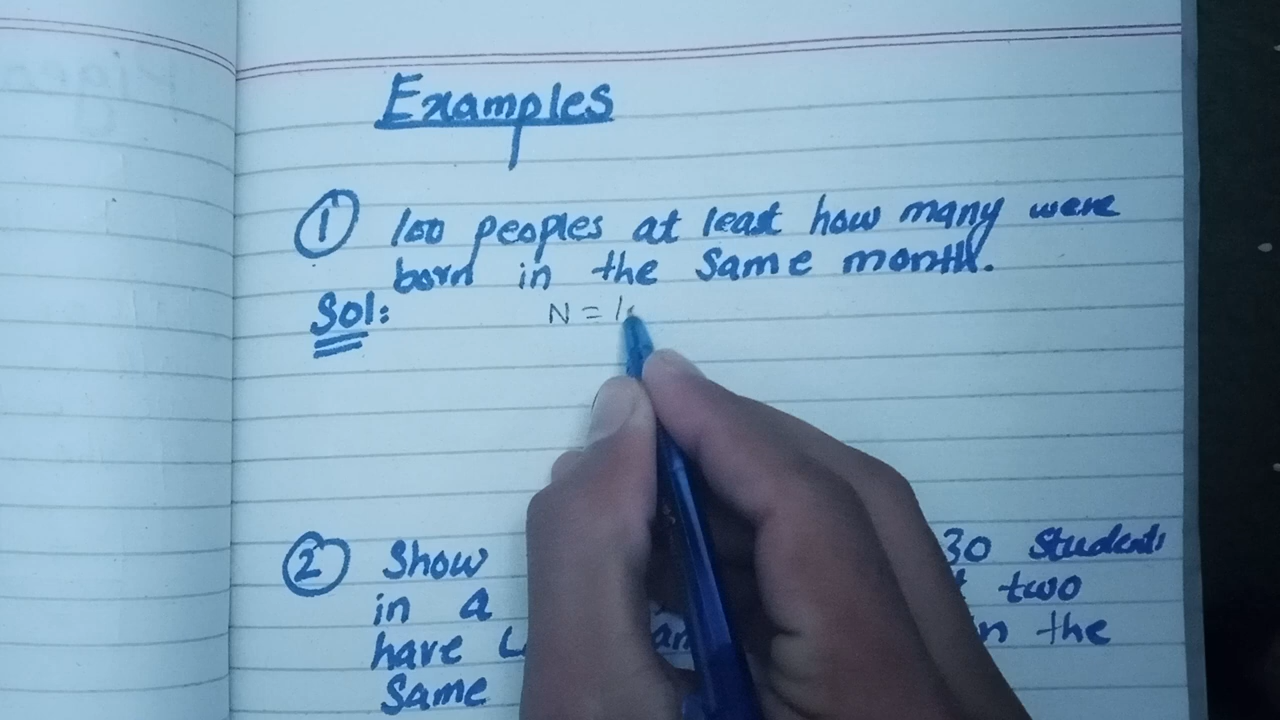 Examples
① 100 peoples at least how many were
born in the same month.
Sol:
N = 1
② Show 30 students
in a two
have in the
Same